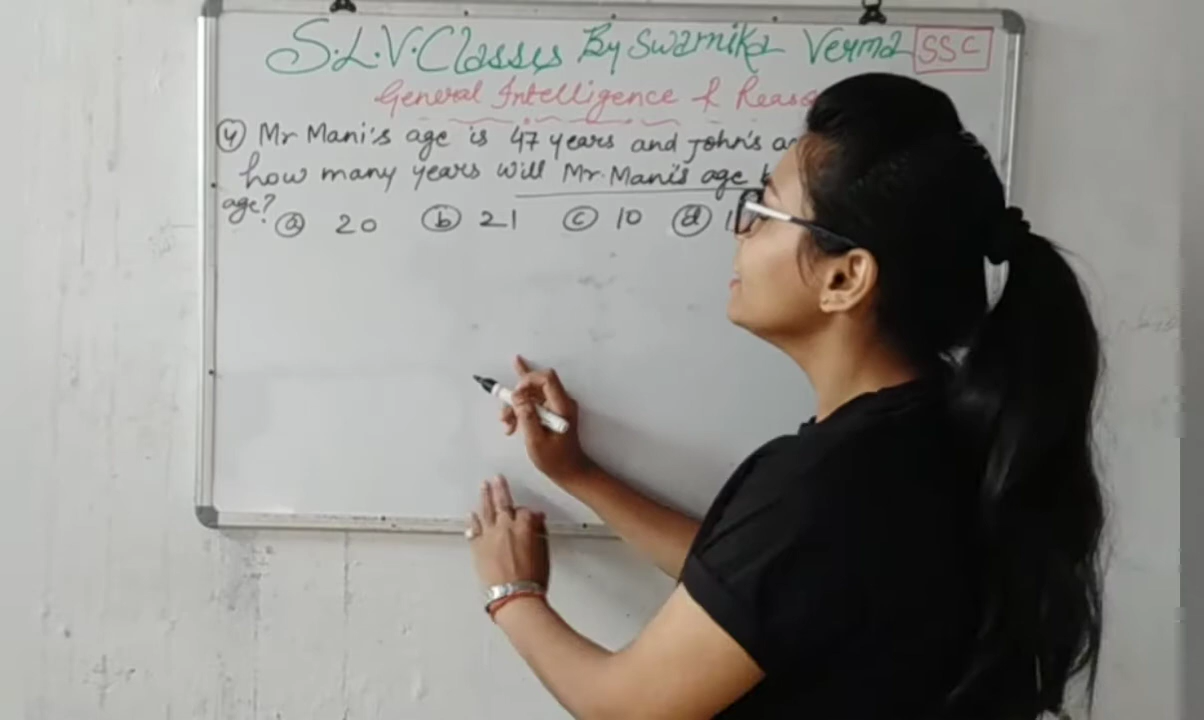 S.L.V. Classes By Swarnika Verma SSC
General Intelligence &
④ Mr Mani's age is 47 years and John's
how many years will Mr. Mani's age
age?
ⓐ 20 ⓑ 21 ⓒ 10 ⓓ